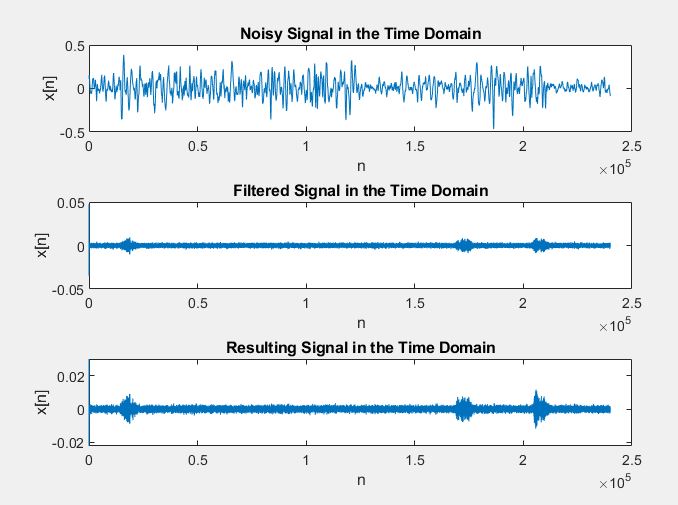 Noisy Signal in the Time Domain
0.5
0
-0.5
x[n]
0 0.5 1 1.5 2 2.5
n
×10^5
Filtered Signal in the Time Domain
0.05
0
-0.05
x[n]
0 0.5 1 1.5 2 2.5
n
×10^5
Resulting Signal in the Time Domain
0.02
0
-0.02
x[n]
0 0.5 1 1.5 2 2.5
n
×10^5